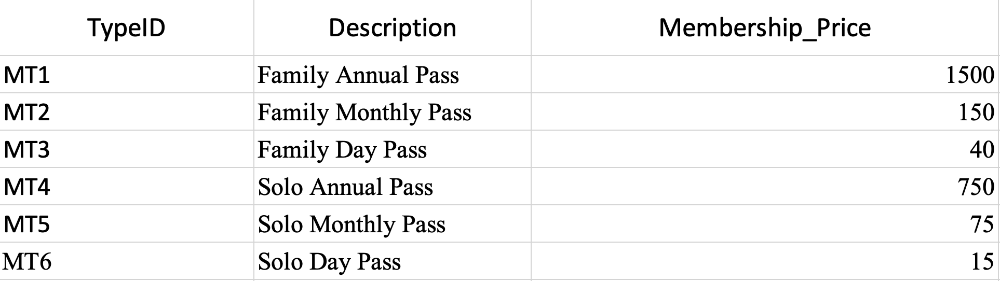 TypeID Description Membership_Price
MT1 Family Annual Pass 1500
MT2 Family Monthly Pass 150
MT3 Family Day Pass 40
MT4 Solo Annual Pass 750
MT5 Solo Monthly Pass 75
MT6 Solo Day Pass 15